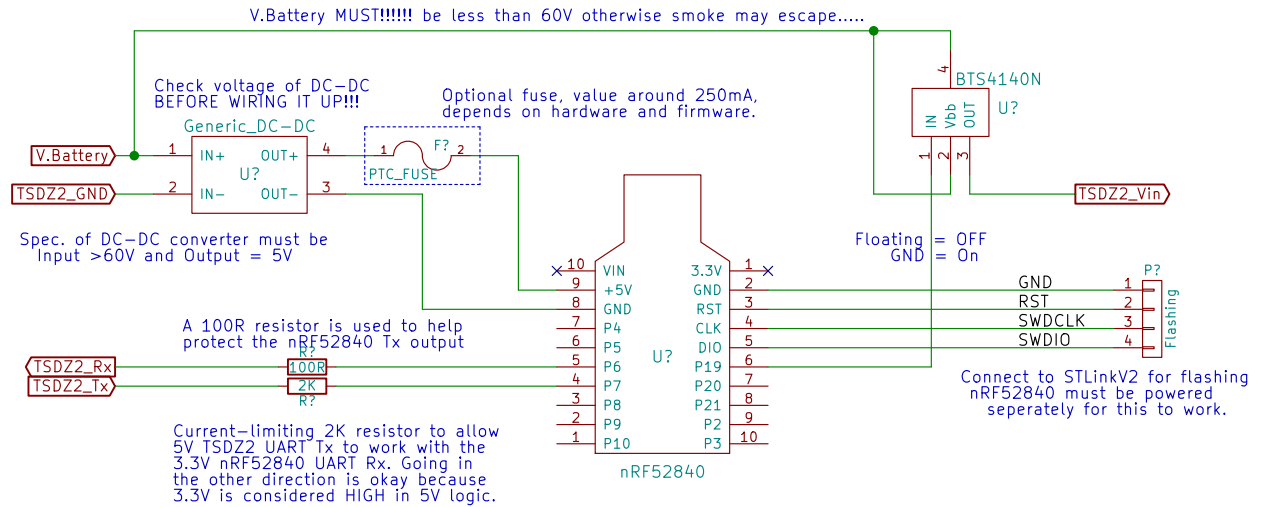 V.Battery MUST!!!!!! be less than 60V otherwise smoke may escape.....
Check voltage of DC-DC
BEFORE WIRING IT UP!!!
Optional fuse, value around 250mA,
depends on hardware and firmware.
Generic_DC-DC
V.Battery
1 IN+ OUT+ 4
U?
TSDZ2_GND
2 IN- OUT- 3
1 F? 2
PTC_FUSE
4
BTS4140N
U?
IN Vbb OUT
1 2 3
TSDZ2_Vin
Spec. of DC-DC converter must be
Input >60V and Output = 5V
Floating = OFF
GND = On
10 VIN 3.3V 1
9 +5V GND 2
8 GND RST 3
7 P4 CLK 4
6 P5 DIO 5
5 P6 P19 6
4 P7 P20 7
3 P8 P21 8
2 P9 P2 9
1 P10 P3 10
U?
nRF52840
P?
GND 1
RST 2
SWDCLK 3
SWDIO 4
Flashing
A 100R resistor is used to help
protect the nRF52840 Tx output
R?
TSDZ2_Rx 100R
TSDZ2_Tx 2K
R?
Connect to STLinkV2 for flashing
nRF52840 must be powered
seperately for this to work.
Current-limiting 2K resistor to allow
5V TSDZ2 UART Tx to work with the
3.3V nRF52840 UART Rx. Going in
the other direction is okay because
3.3V is considered HIGH in 5V logic.